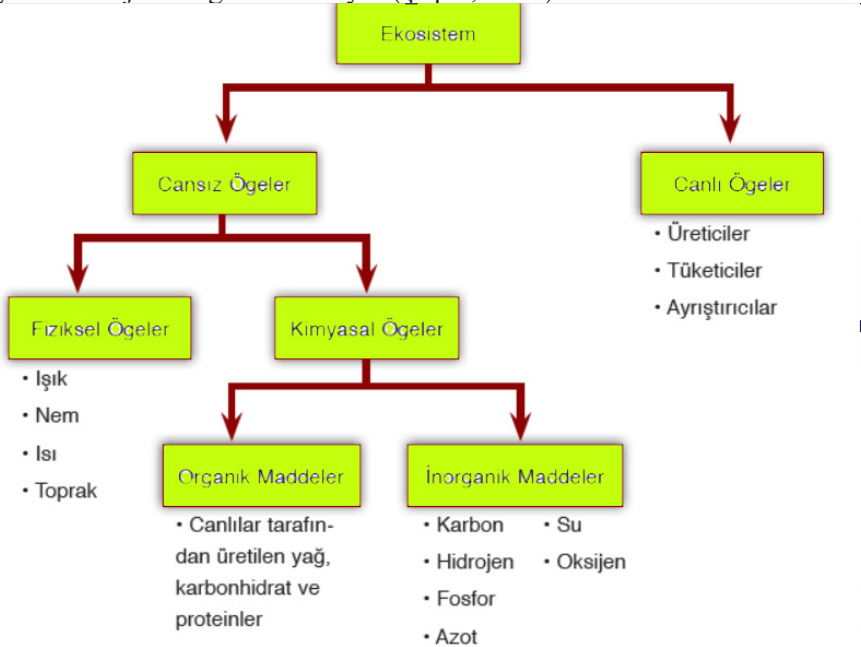 Ekosistem
Cansız Ögeler
Canlı Ögeler
• Üreticiler
• Tüketiciler
• Ayrıştırıcılar
Fiziksel Ögeler
Kimyasal Ögeler
• Işık
• Nem
• Isı
• Toprak
Organik Maddeler
İnorganik Maddeler
• Canlılar tarafın-
dan üretilen yağ,
karbonhidrat ve
proteinler
• Karbon
• Hidrojen
• Fosfor
• Azot
• Su
• Oksijen